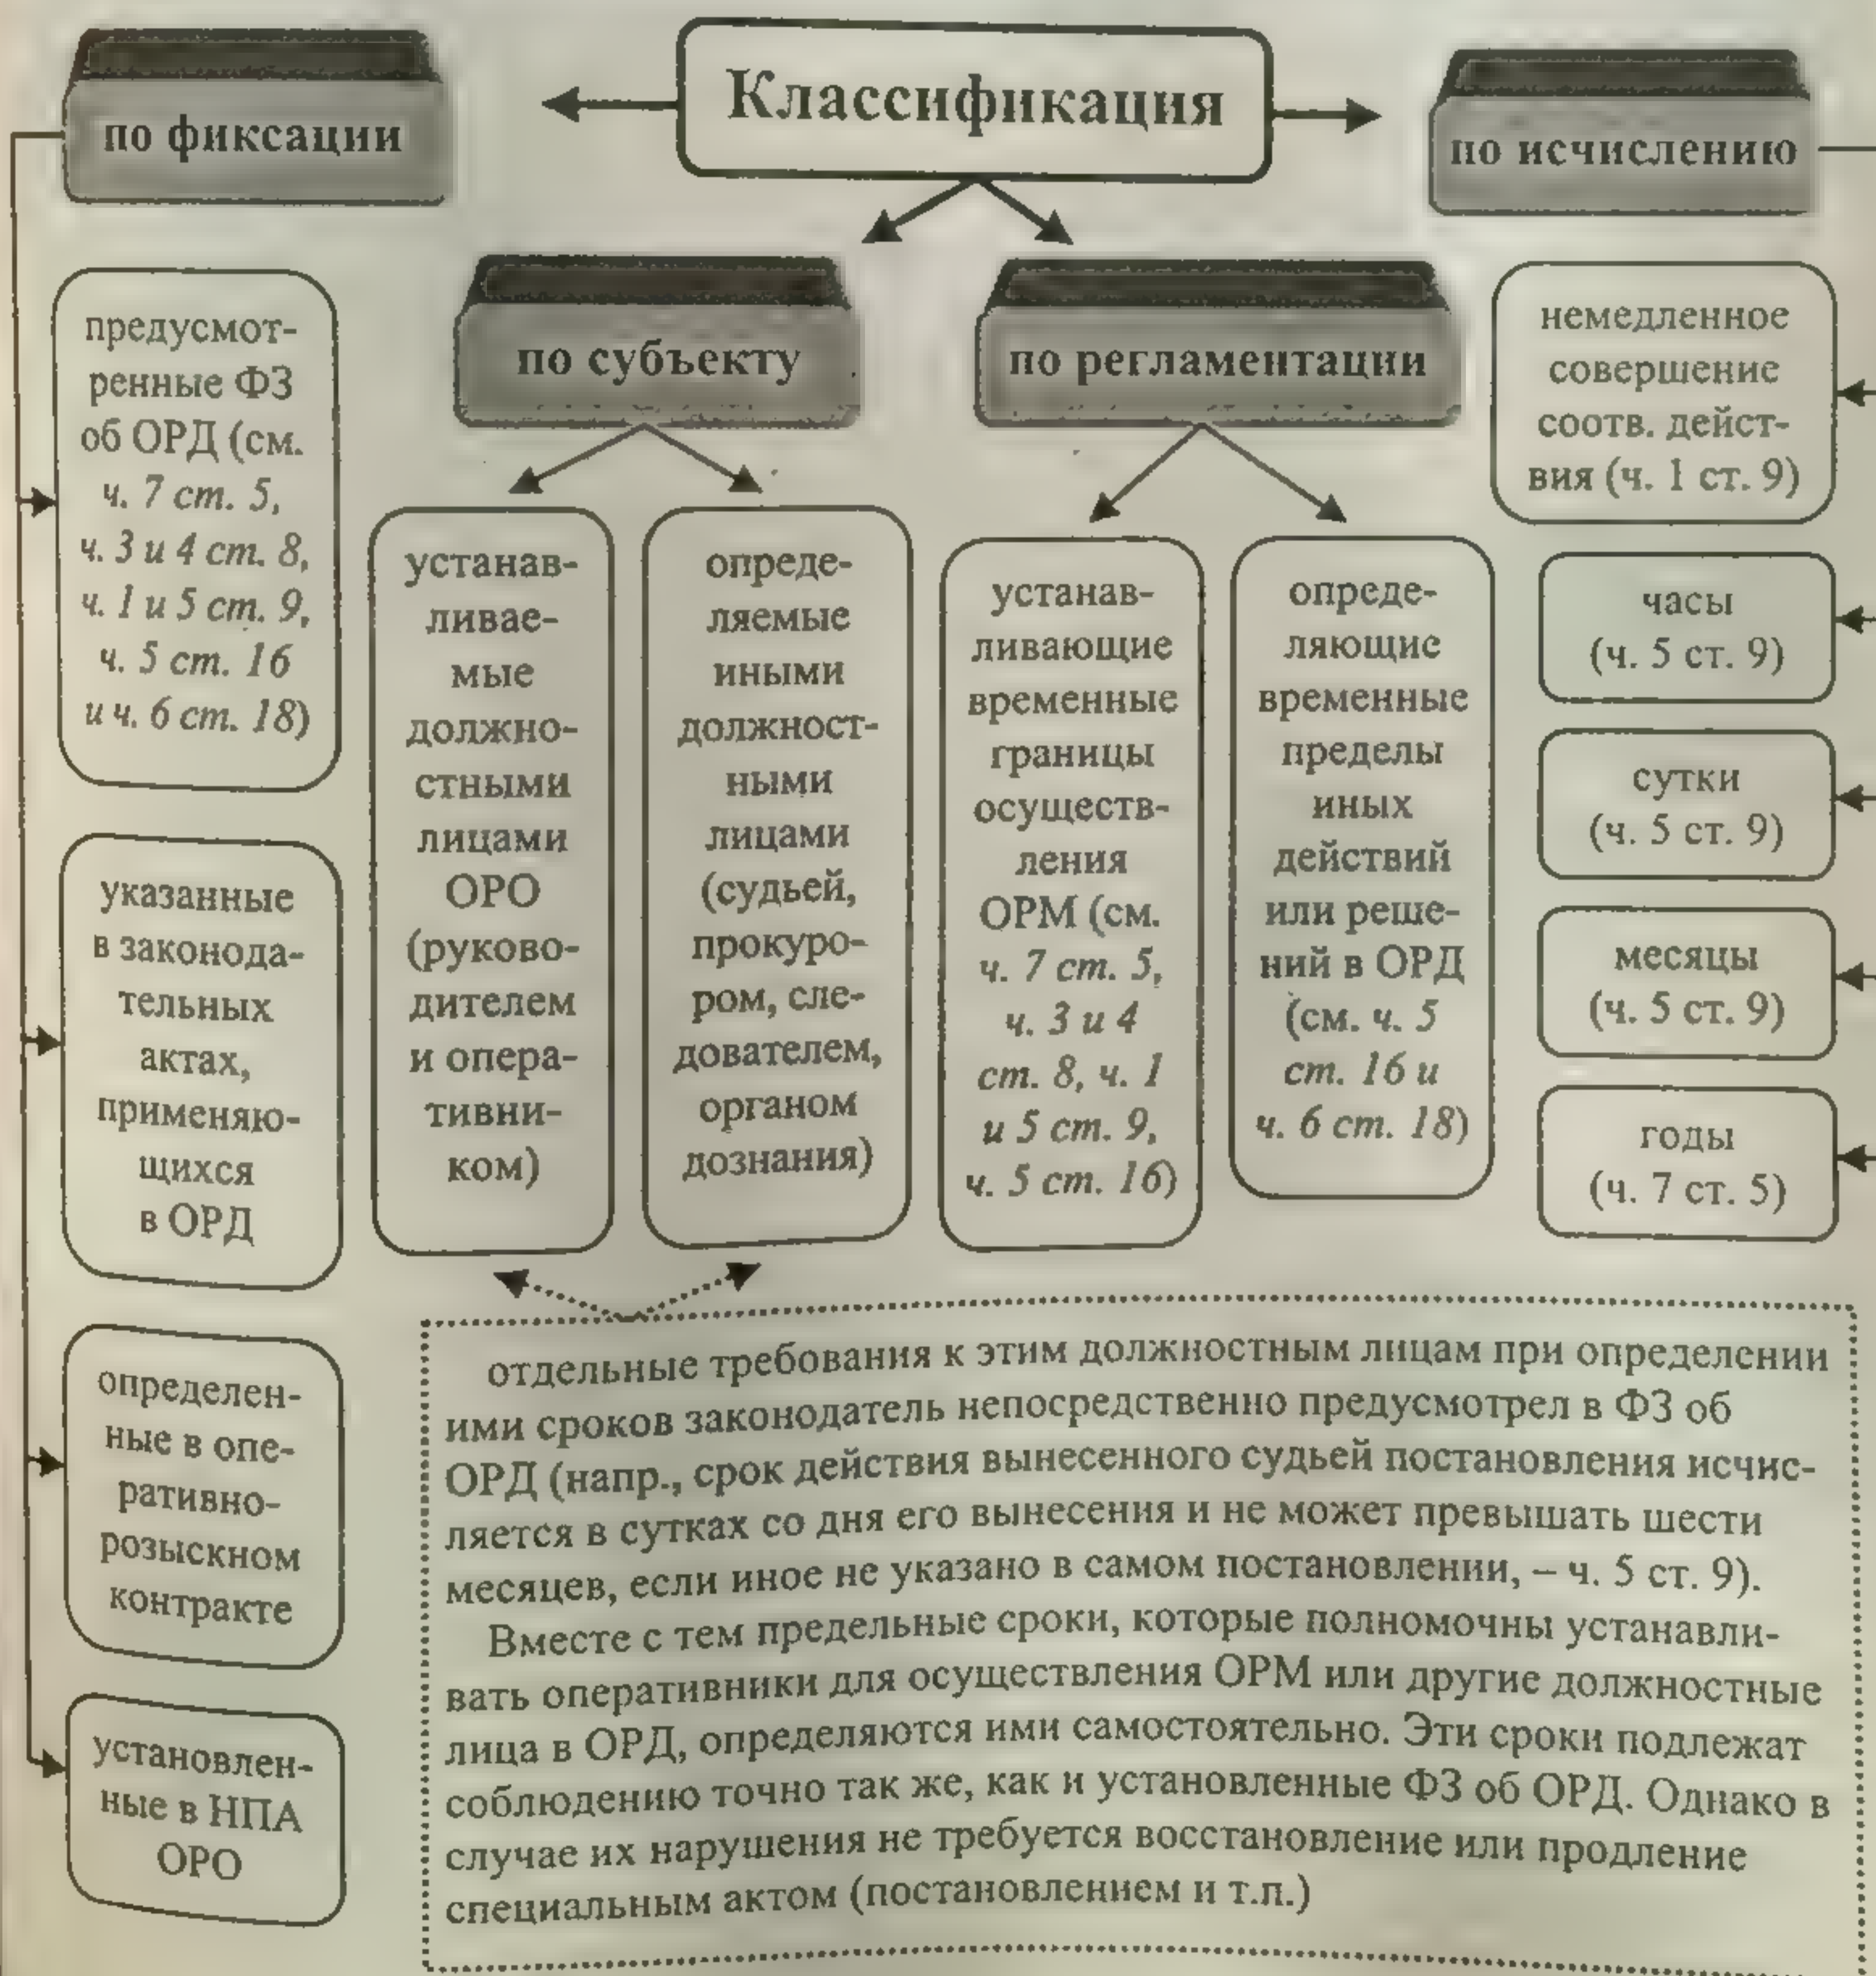 Классификация
по фиксации
предусмот-
ренные ФЗ
об ОРД (см.
ч. 7 ст. 5,
ч. 3 и 4 ст. 8,
ч. 1 и 5 ст. 9,
ч. 5 ст. 16
и ч. 6 ст. 18)
указанные
в законода-
тельных
актах,
применяю-
щихся
в ОРД
определен-
ные в опе-
ративно-
розыскном
контракте
установлен-
ные в НПА
ОРО
по субъекту
устанав-
ливае-
мые
должно-
стными
лицами
ОРО
(руково-
дителем
и опера-
тивни-
ком)
опреде-
ляемые
иными
должност-
ными
лицами
(судьей,
прокуро-
ром, сле-
дователем,
органом
дознания)
по регламентации
устанав-
ливающие
временные
границы
осуществ-
ления
ОРМ (см.
ч. 7 ст. 5,
ч. 3 и 4
ст. 8, ч. 1
и 5 ст. 9,
ч. 5 ст. 16)
опреде-
ляющие
временные
пределы
иных
действий
или реше-
ний в ОРД
(см. ч. 5
ст. 16 и
ч. 6 ст. 18)
по исчислению
немедленное
совершение
соотв. дейст-
вия (ч. 1 ст. 9)
часы
(ч. 5 ст. 9)
сутки
(ч. 5 ст. 9)
месяцы
(ч. 5 ст. 9)
годы
(ч. 7 ст. 5)
отдельные требования к этим должностным лицам при определении
ими сроков законодатель непосредственно предусмотрел в ФЗ об
ОРД (напр., срок действия вынесенного судьей постановления исчис-
ляется в сутках со дня его вынесения и не может превышать шести
месяцев, если иное не указано в самом постановлении, – ч. 5 ст. 9).
Вместе с тем предельные сроки, которые полномочны устанавли-
вать оперативники для осуществления ОРМ или другие должностные
лица в ОРД, определяются ими самостоятельно. Эти сроки подлежат
соблюдению точно так же, как и установленные ФЗ об ОРД. Однако в
случае их нарушения не требуется восстановление или продление
специальным актом (постановлением и т.п.)